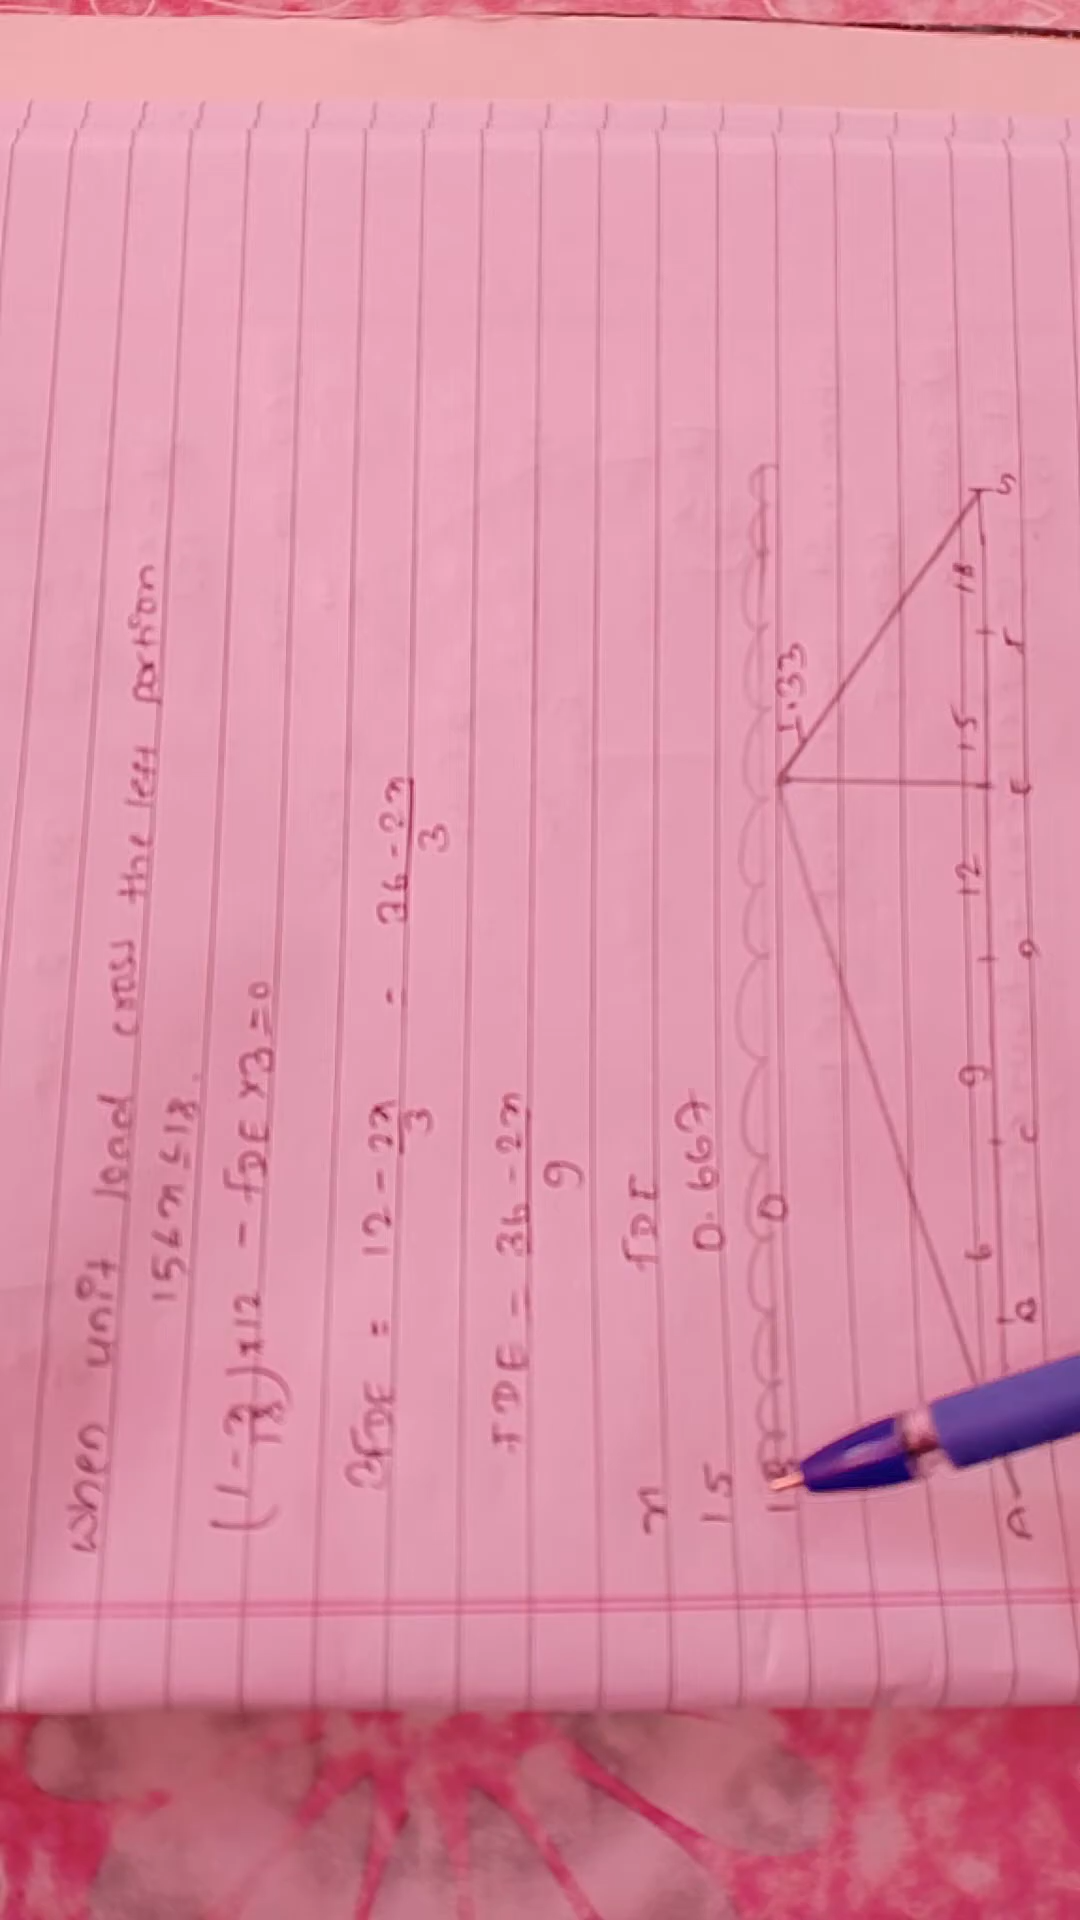 when unit load cross the left portion
15 ≤ x ≤ 18.
(1 - x/18) × 12 - FDE × 3 = 0
3FDE = 12 - 2x/3 = 36 - 2x/3
FDE = 36 - 2x/9
x FDE
15 0.667
18 0
1.33
6 9 12 15 18
A B C D E F G